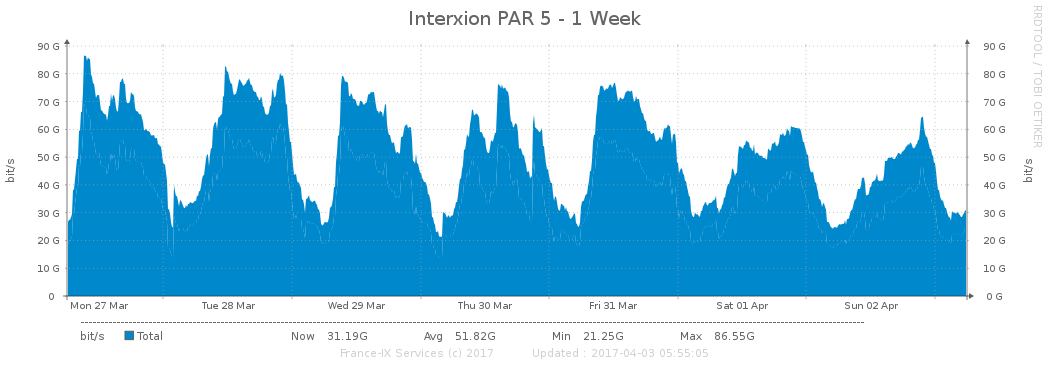 Interxion PAR 5 - 1 Week
RRDTOOL / TOBI OETIKER
bit/s
bit/s
90 G 90 G
80 G 80 G
70 G 70 G
60 G 60 G
50 G 50 G
40 G 40 G
30 G 30 G
20 G 20 G
10 G 10 G
0 0 G
Mon 27 Mar Tue 28 Mar Wed 29 Mar Thu 30 Mar Fri 31 Mar Sat 01 Apr Sun 02 Apr
bit/s Total Now 31.19G Avg 51.82G Min 21.25G Max 86.55G
France-IX Services (c) 2017 Updated : 2017-04-03 05:55:05